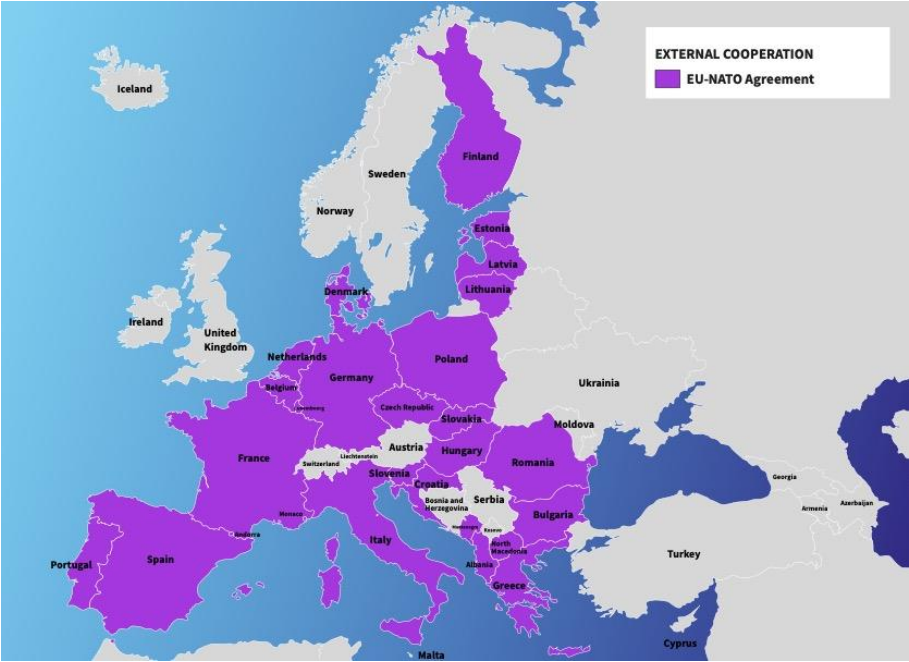 EXTERNAL COOPERATION
EU-NATO Agreement
Iceland
Finland
Sweden
Norway
Estonia
Latvia
Denmark
Lithuania
Ireland
United
Kingdom
Netherlands
Poland
Germany
Belgium
Ukrainia
Luxembourg
Czech Republic
Slovakia
Moldova
Austria
Hungary
France
Liechtenstein
Switzerland
Romania
Slovenia
Georgia
Croatia
Serbia
Bosnia and
Herzegovina
Azerbaijan
Armenia
Monaco
Bulgaria
Montenegro
Kosovo
Andorra
Italy
North
Macedonia
Turkey
Spain
Portugal
Albania
Greece
Cyprus
Malta